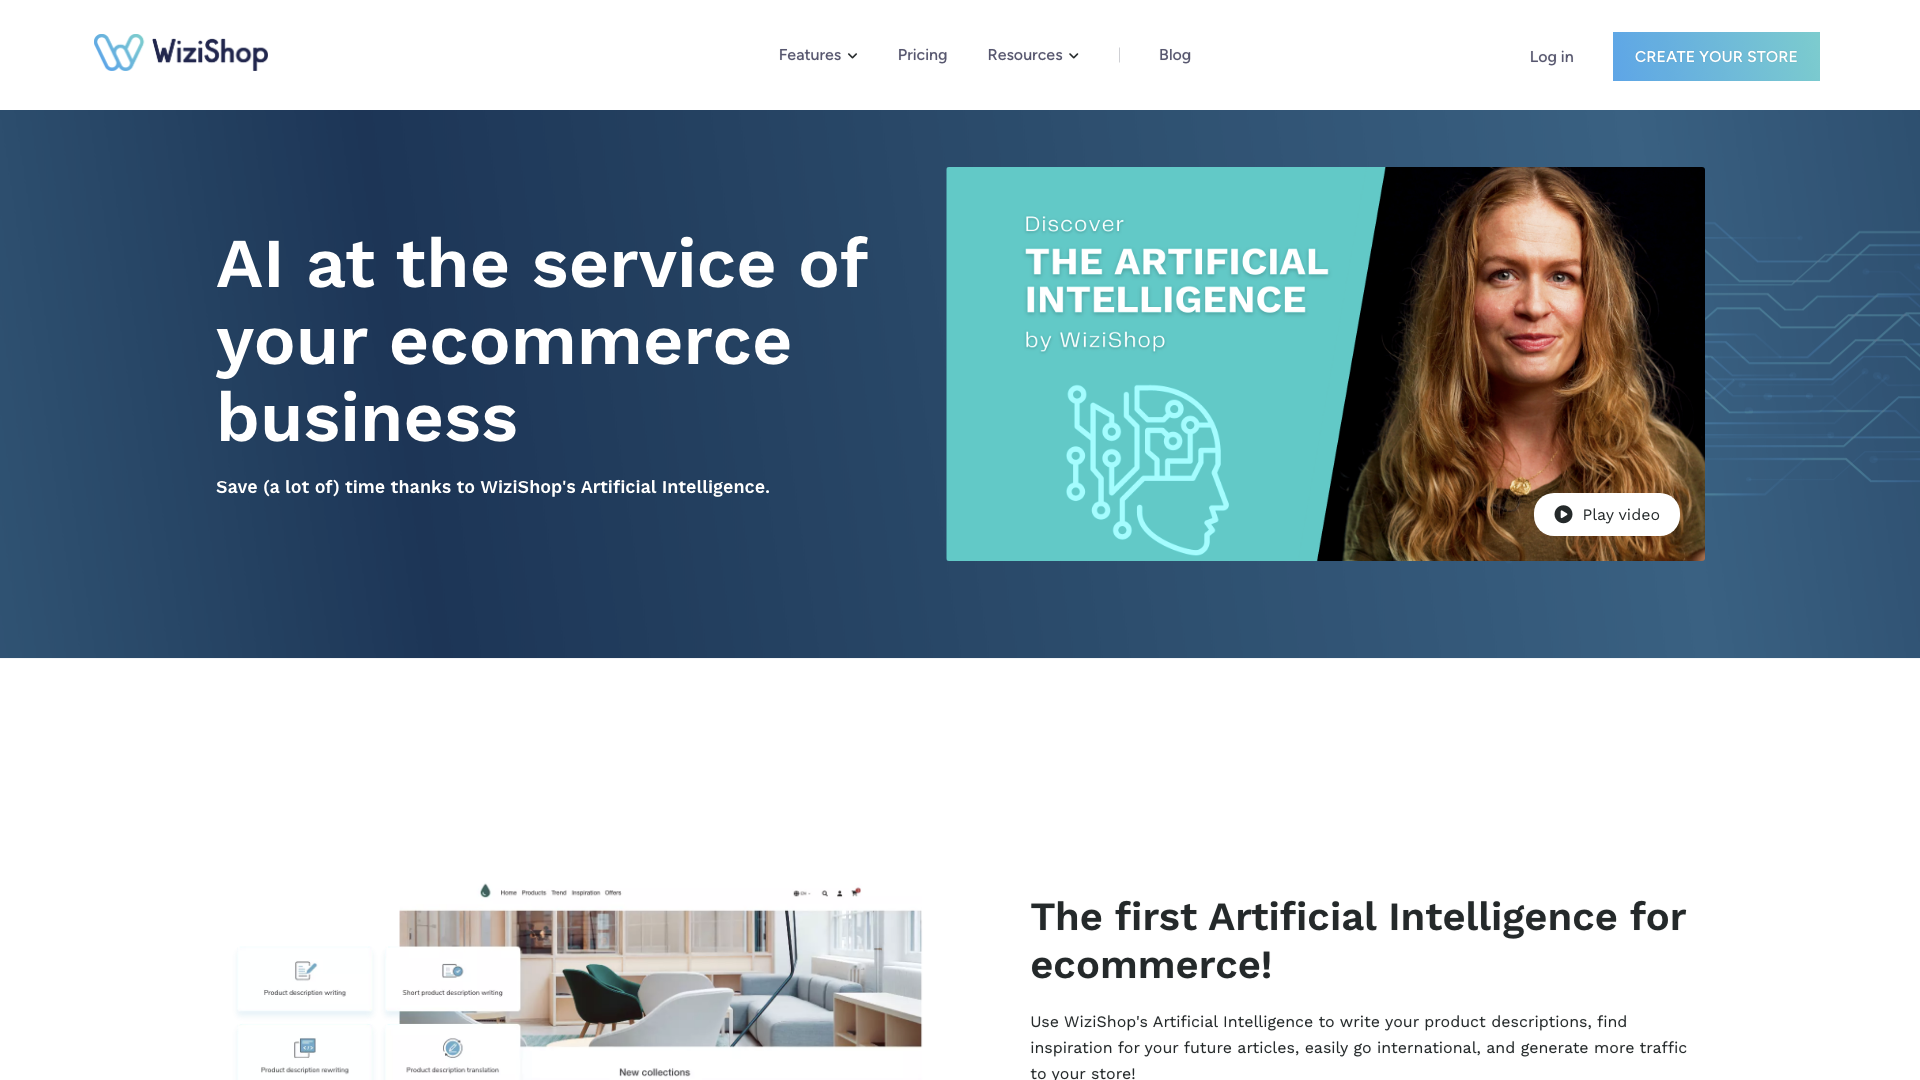 WiziShop
Features
Pricing
Resources
Blog
Log in
CREATE YOUR STORE
AI at the service of
your ecommerce
business
Save (a lot of) time thanks to WiziShop's Artificial Intelligence.
Discover
THE ARTIFICIAL
INTELLIGENCE
by WiziShop
Play video
Home Products Trend Inspiration Offers
EN
Product description writing
Short product description writing
Product description rewriting
Product description translation
New collections
The first Artificial Intelligence for
ecommerce!
Use WiziShop's Artificial Intelligence to write your product descriptions, find
inspiration for your future articles, easily go international, and generate more traffic
to your store!